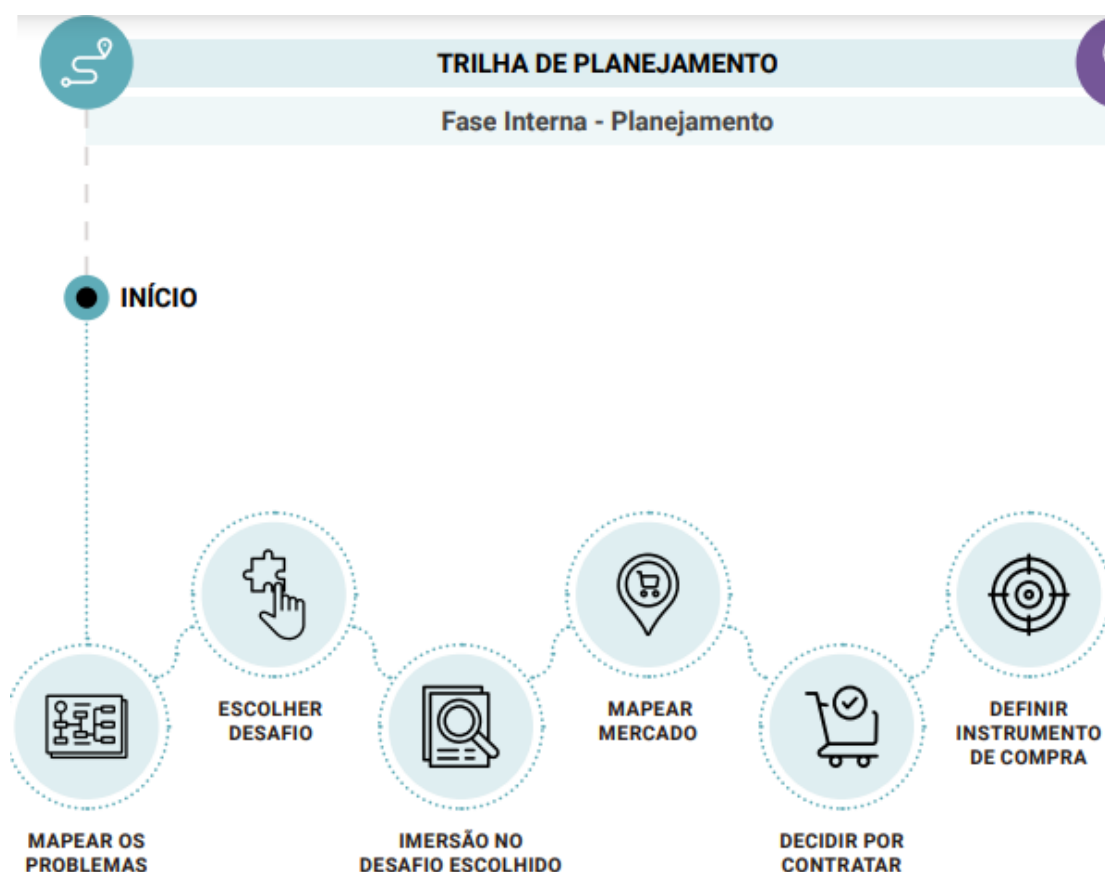 TRILHA DE PLANEJAMENTO
Fase Interna - Planejamento
INÍCIO
MAPEAR OS
PROBLEMAS
ESCOLHER
DESAFIO
IMERSÃO NO
DESAFIO ESCOLHIDO
MAPEAR
MERCADO
DECIDIR POR
CONTRATAR
DEFINIR
INSTRUMENTO
DE COMPRA